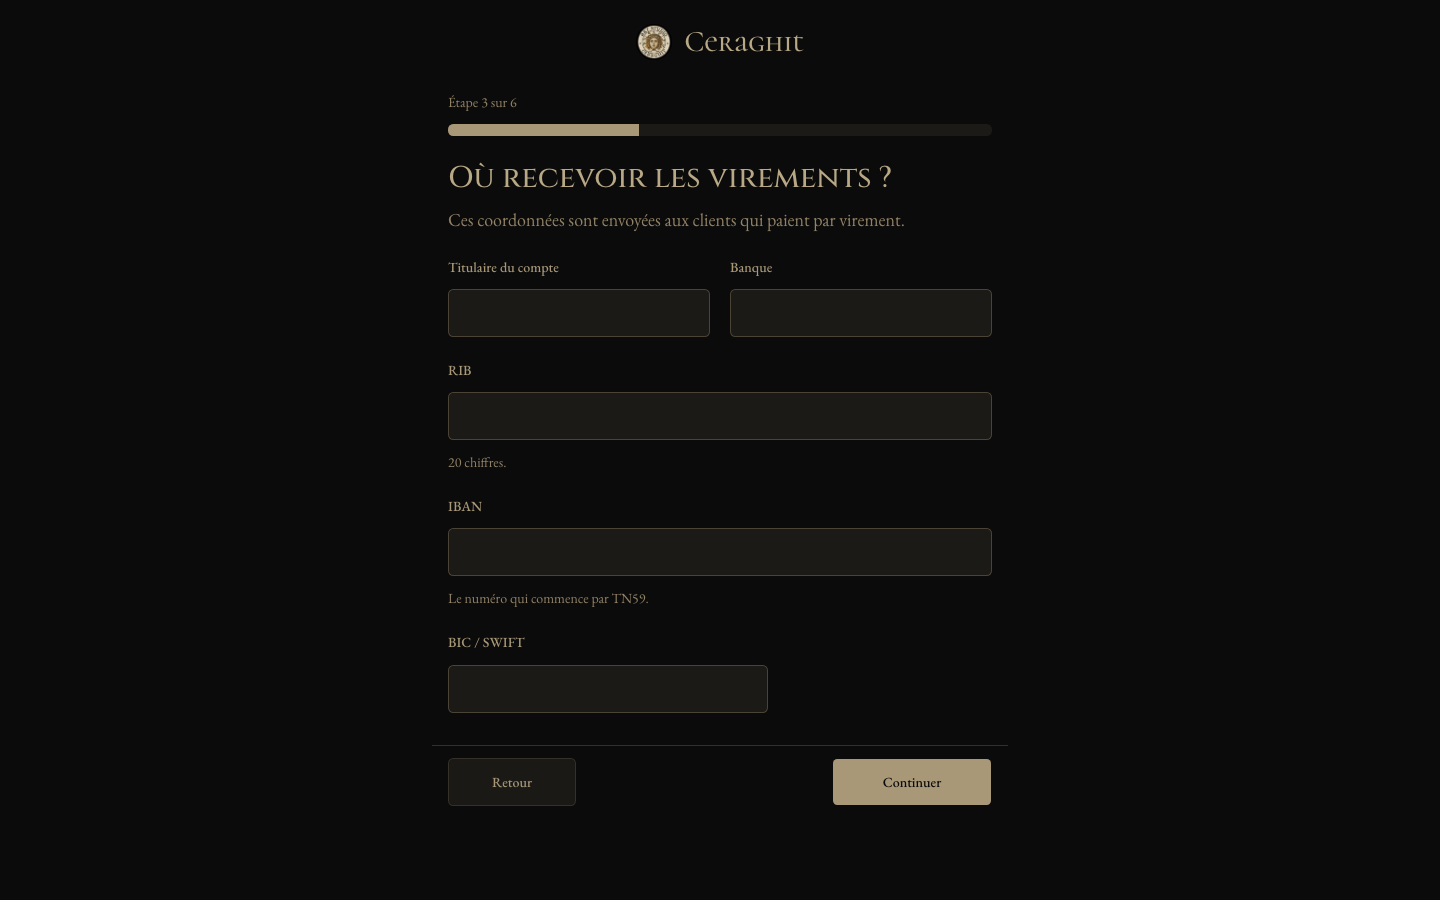 Ceraghit
Étape 3 sur 6
Où recevoir les virements ?
Ces coordonnées sont envoyées aux clients qui paient par virement.
Titulaire du compte
Banque
RIB
20 chiffres.
IBAN
Le numéro qui commence par TN59.
BIC / SWIFT
Retour
Continuer